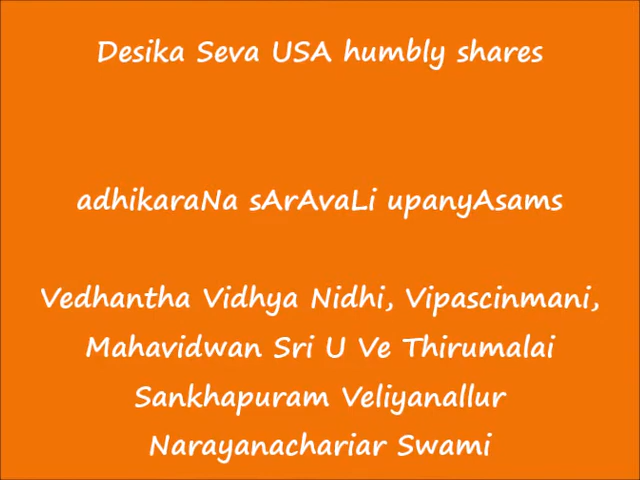 Desika Seva USA humbly shares
adhikaraNa sArAvaLi upanyAsams
Vedhantha Vidhya Nidhi, Vipascinmani,
Mahavidwan Sri U Ve Thirumalai
Sankhapuram Veliyanallur
Narayanachariar Swami